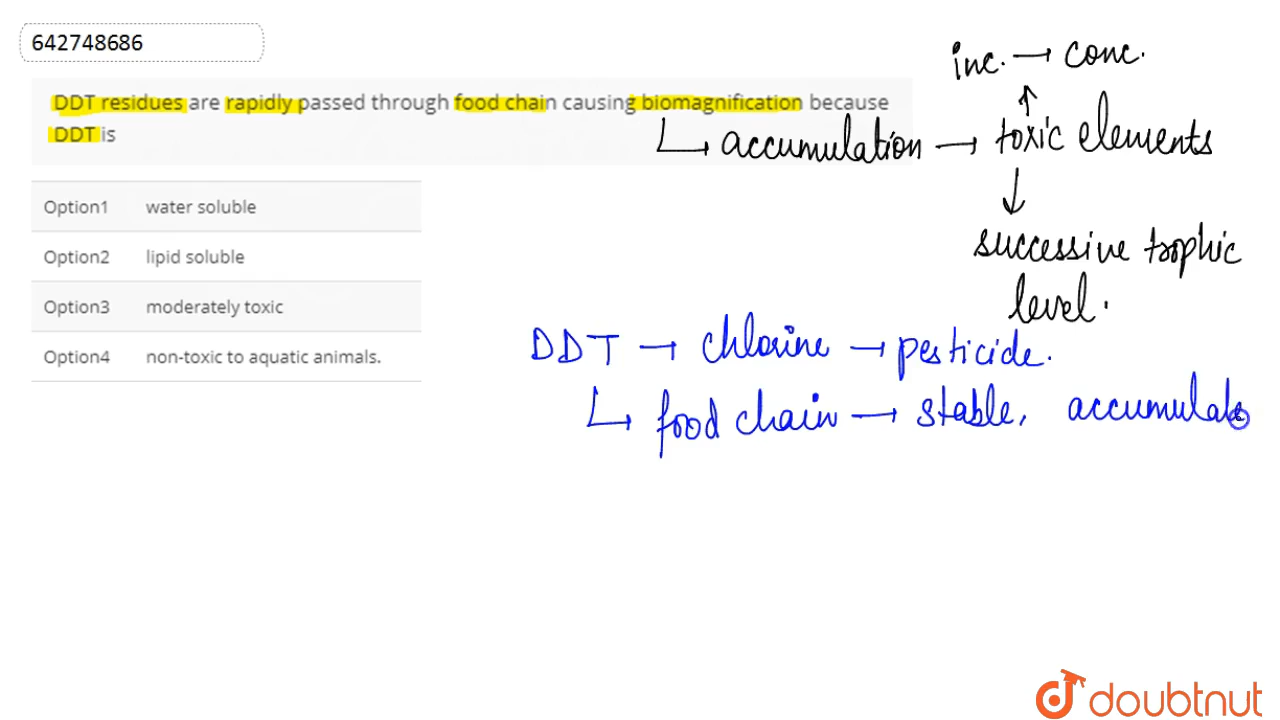 642748686
DDT residues are rapidly passed through food chain causing biomagnification because
DDT is
inc. → conc.
↑
↳ accumulation → toxic elements
↓
successive trophic
level.
Option1 water soluble
Option2 lipid soluble
Option3 moderately toxic
Option4 non-toxic to aquatic animals.
DDT → chlorine → pesticide.
↳ food chain → stable, accumulate
doubtnut